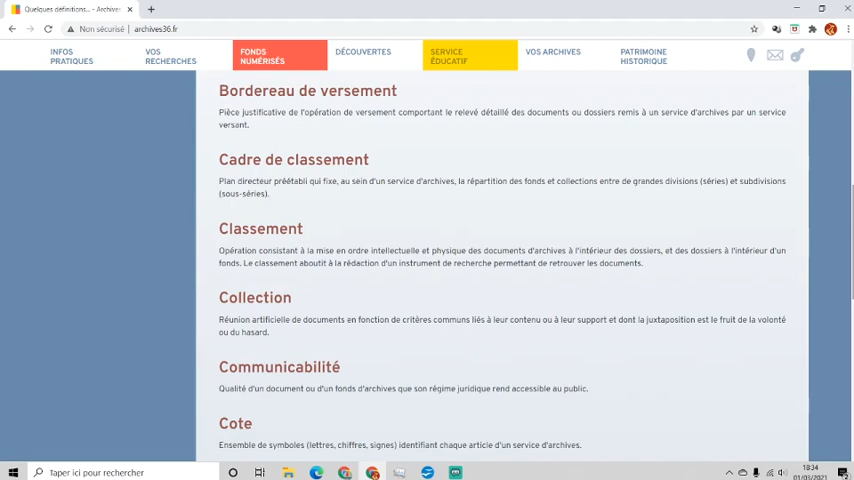 Quelques définitions... - Archive
Non sécurisé | archives36.fr
INFOS PRATIQUES
VOS RECHERCHES
FONDS NUMÉRISÉS
DÉCOUVERTES
SERVICE ÉDUCATIF
VOS ARCHIVES
PATRIMOINE HISTORIQUE
Bordereau de versement
Pièce justificative de l'opération de versement comportant le relevé détaillé des documents ou dossiers remis à un service d'archives par un service
versant.
Cadre de classement
Plan directeur préétabli qui fixe, au sein d'un service d'archives, la répartition des fonds et collections entre de grandes divisions (séries) et subdivisions
(sous-séries).
Classement
Opération consistant à la mise en ordre intellectuelle et physique des documents d'archives à l'intérieur des dossiers, et des dossiers à l'intérieur d'un
fonds. Le classement aboutit à la rédaction d'un instrument de recherche permettant de retrouver les documents.
Collection
Réunion artificielle de documents en fonction de critères communs liés à leur contenu ou à leur support et dont la juxtaposition est le fruit de la volonté
ou du hasard.
Communicabilité
Qualité d'un document ou d'un fonds d'archives que son régime juridique rend accessible au public.
Cote
Ensemble de symboles (lettres, chiffres, signes) identifiant chaque article d'un service d'archives.
Taper ici pour rechercher
18:34
01/03/2021